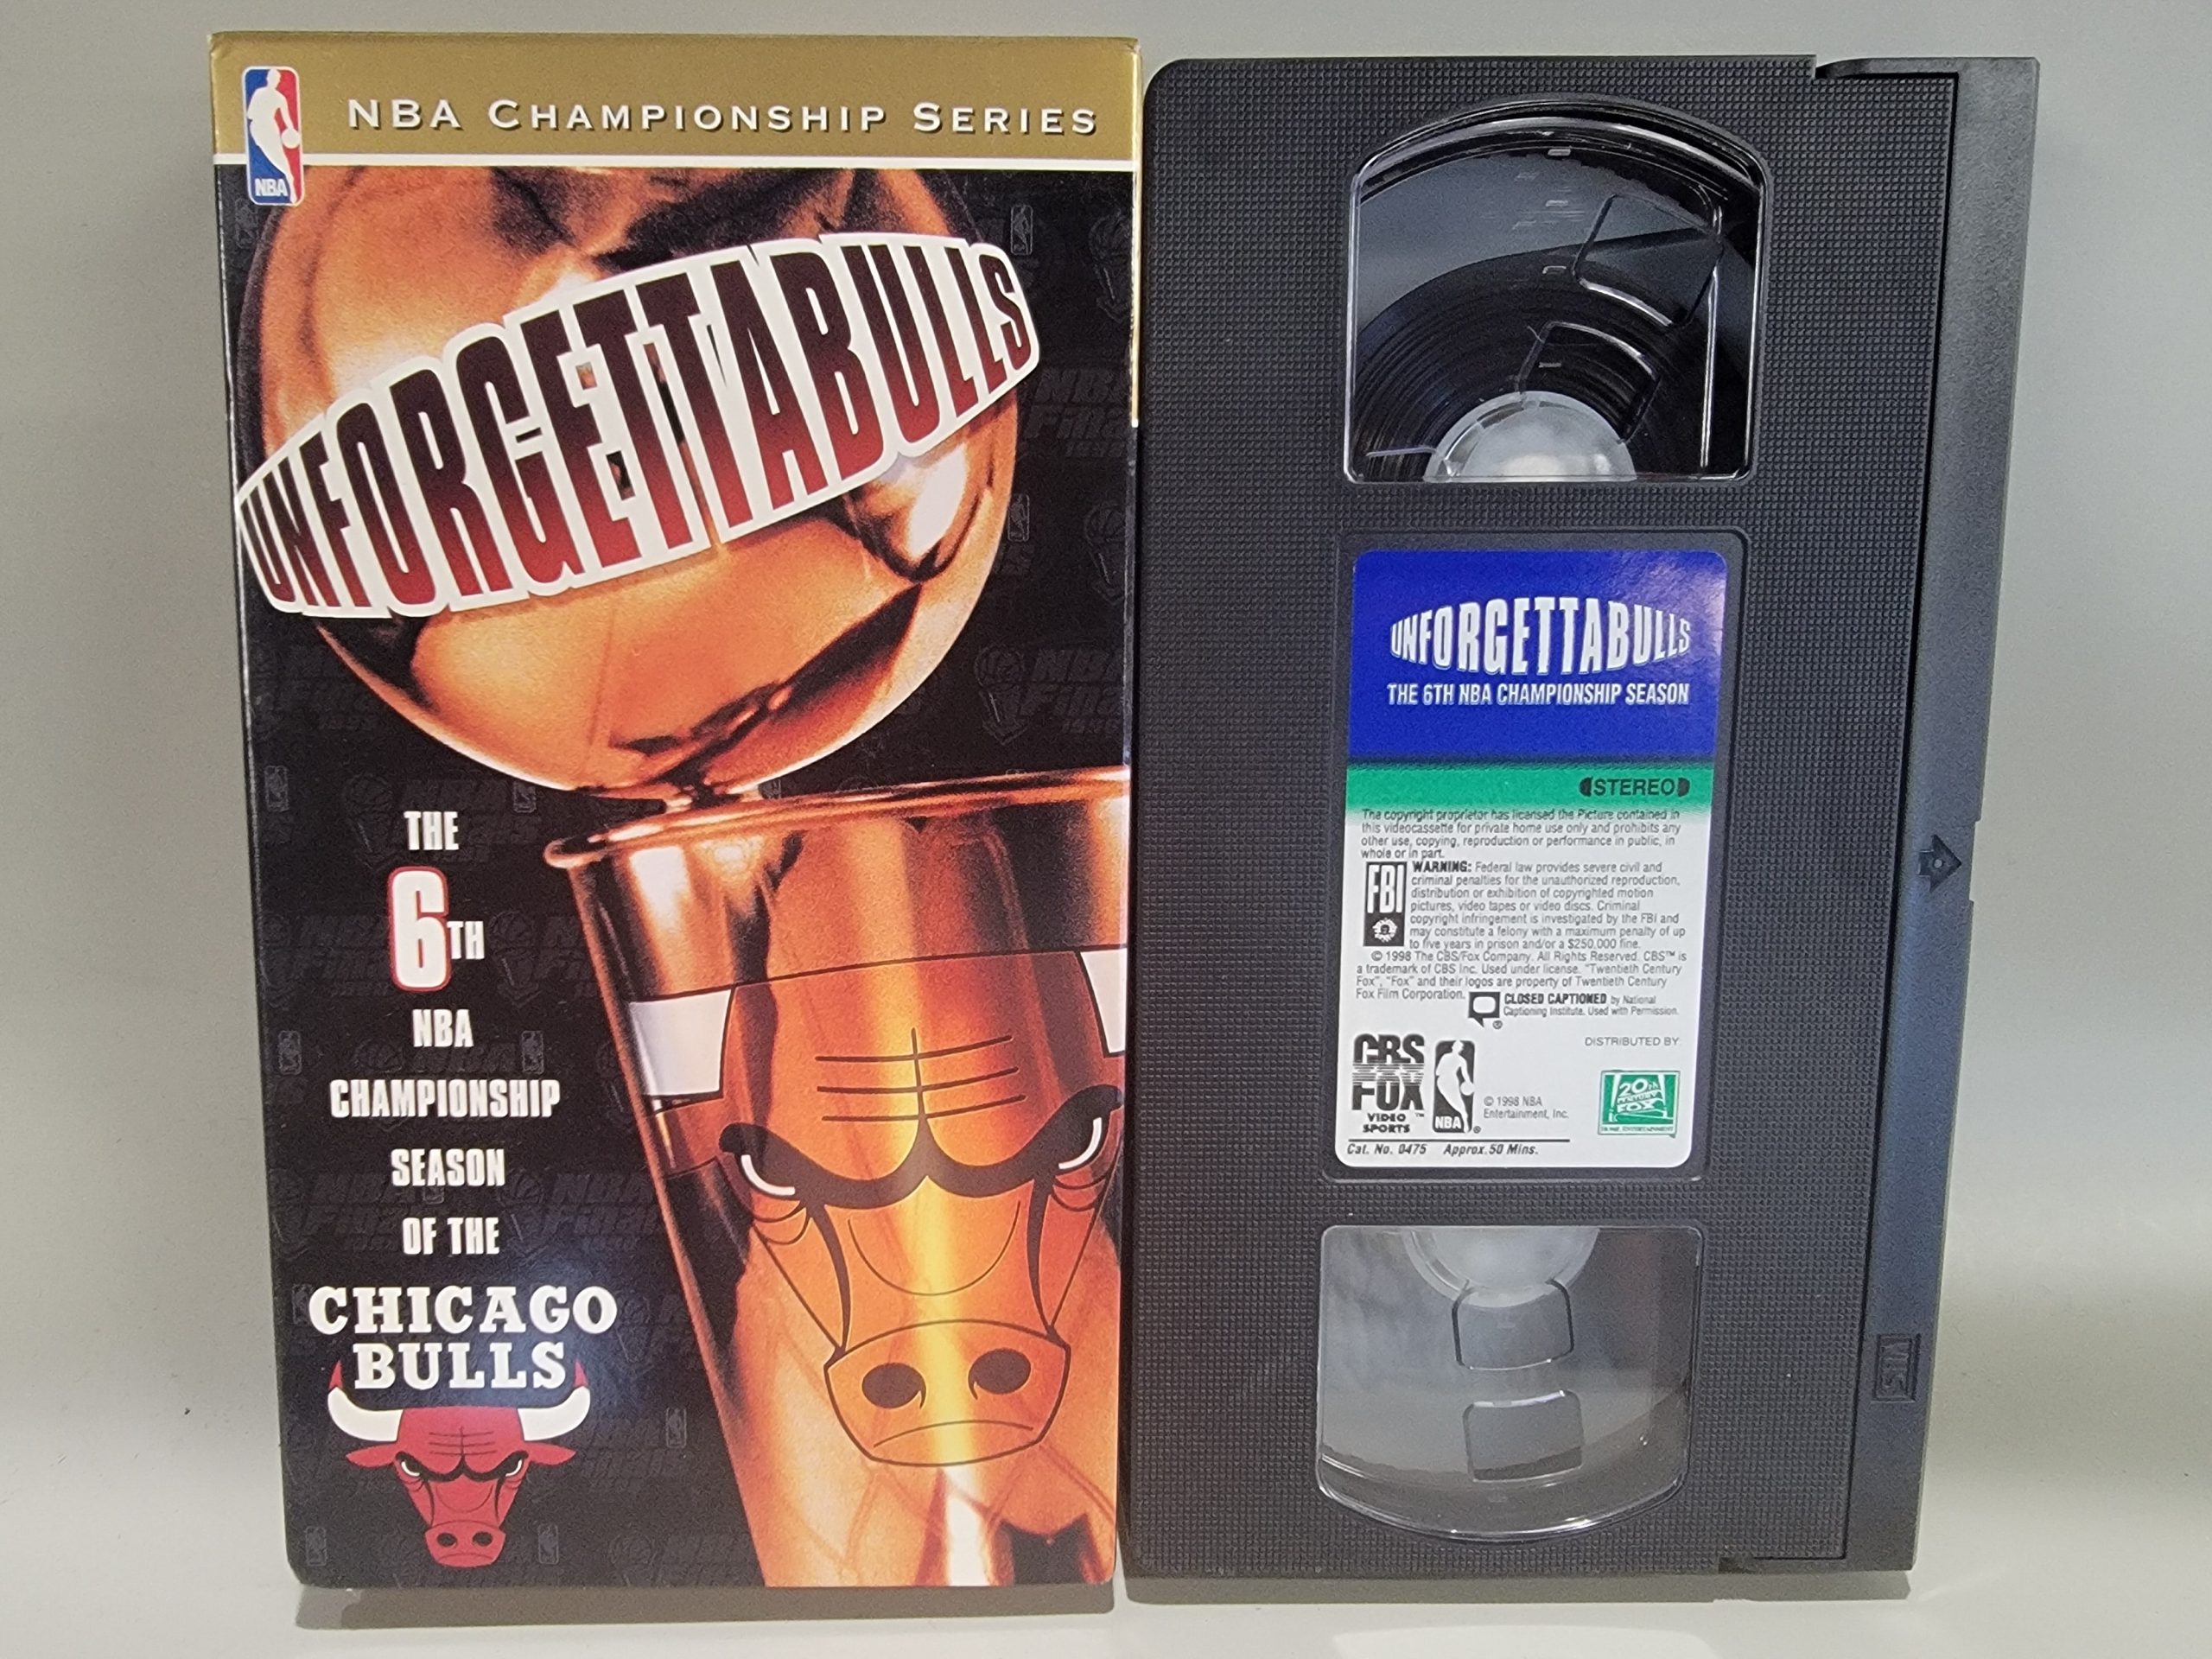 NBA CHAMPIONSHIP SERIES
NBA
UNFORGETTABULLS
THE
6TH
NBA
CHAMPIONSHIP
SEASON
OF THE
CHICAGO
BULLS
UNFORGETTABULLS
THE 6TH NBA CHAMPIONSHIP SEASON
STEREO
The copyright proprietor has licensed the Picture contained in
this videocassette for private home use only and prohibits any
other use, copying, reproduction or performance in public, in
whole or in part.
FBI
WARNING: Federal law provides severe civil and
criminal penalties for the unauthorized reproduction,
distribution or exhibition of copyrighted motion
pictures, video tapes or video discs. Criminal
copyright infringement is investigated by the FBI and
may constitute a felony with a maximum penalty of up
to five years in prison and/or a $250,000 fine.
© 1998 The CBS/Fox Company. All Rights Reserved. CBS™ is
a trademark of CBS Inc. Used under license. "Twentieth Century
Fox", "Fox" and their logos are property of Twentieth Century
Fox Film Corporation.
CLOSED CAPTIONED by National
Captioning Institute. Used with Permission.
®
CBS
FOX
VIDEO ™
SPORTS
NBA ®
© 1998 NBA
Entertainment, Inc.
DISTRIBUTED BY
20th
CENTURY
FOX
Cat. No. 0475 Approx. 50 Mins.
VHS